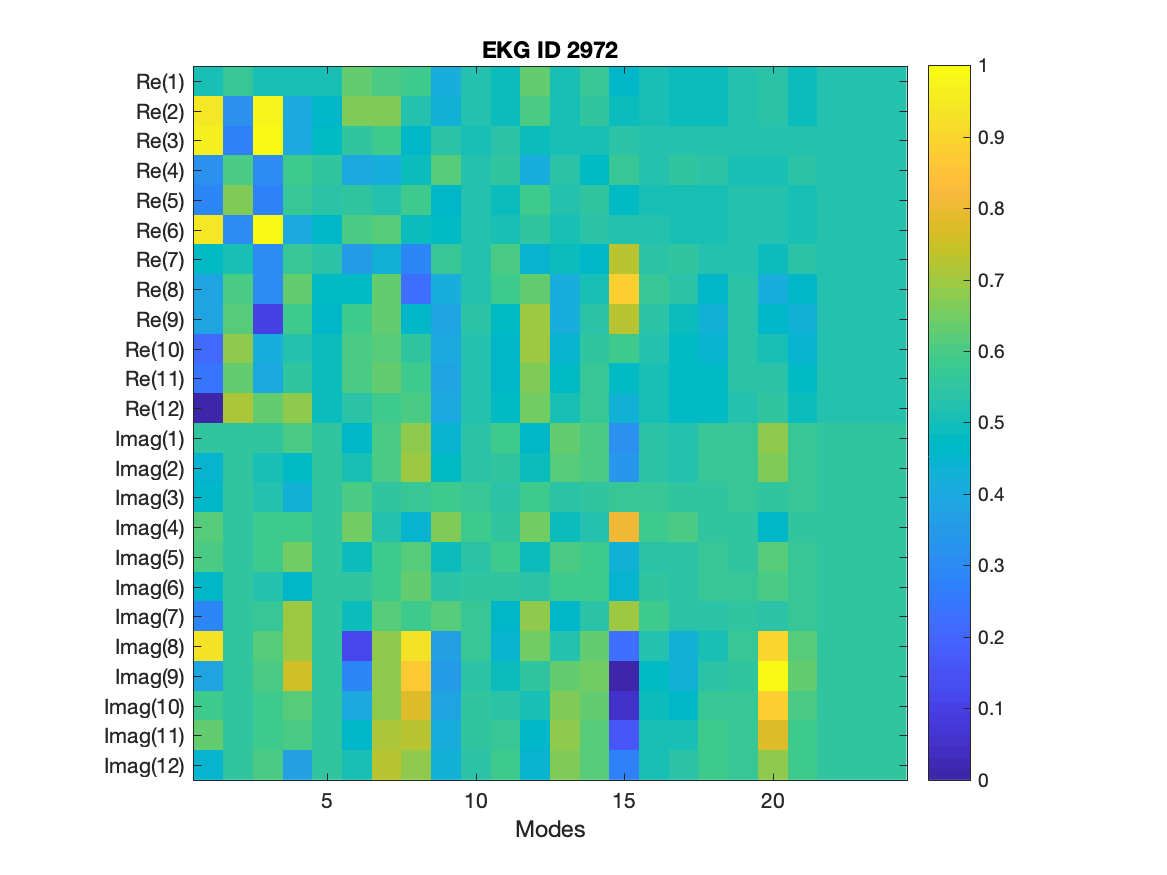 EKG ID 2972
Re(1)
Re(2)
Re(3)
Re(4)
Re(5)
Re(6)
Re(7)
Re(8)
Re(9)
Re(10)
Re(11)
Re(12)
Imag(1)
Imag(2)
Imag(3)
Imag(4)
Imag(5)
Imag(6)
Imag(7)
Imag(8)
Imag(9)
Imag(10)
Imag(11)
Imag(12)
5 10 15 20
Modes
1
0.9
0.8
0.7
0.6
0.5
0.4
0.3
0.2
0.1
0